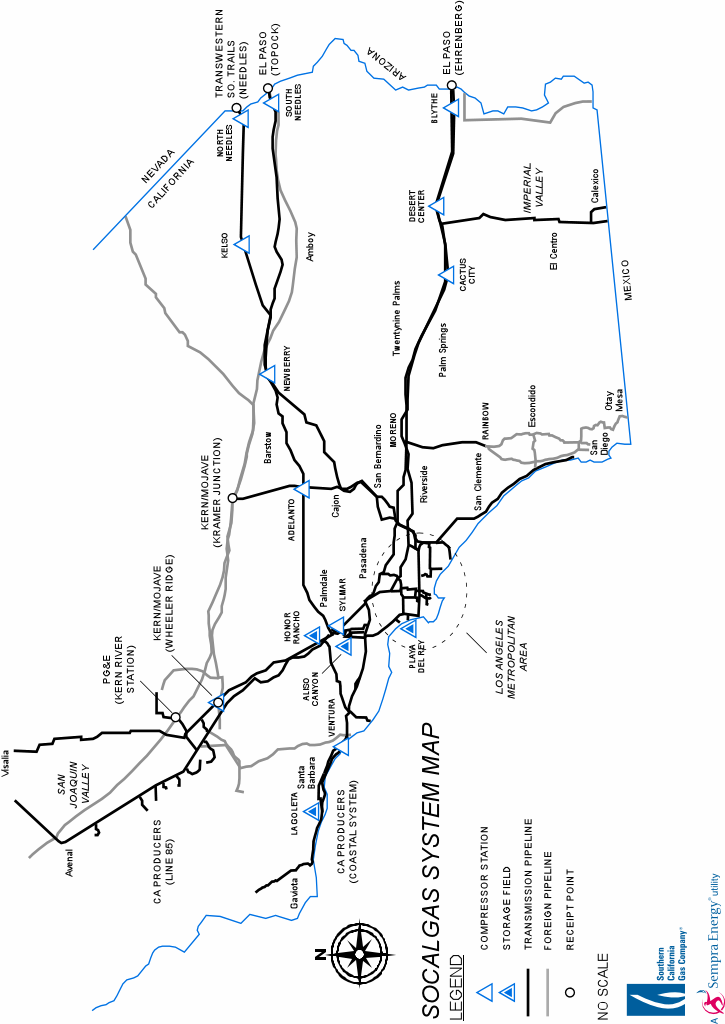 SOCALGAS SYSTEM MAP
LEGEND
COMPRESSOR STATION
STORAGE FIELD
TRANSMISSION PIPELINE
FOREIGN PIPELINE
RECEIPT POINT
NO SCALE
Southern
California
Gas Company®
A
Sempra Energy® utility
N
Visalia
SAN
JOAQUIN
VALLEY
Avenal
CA PRODUCERS
(LINE 85)
PG&E
(KERN RIVER
STATION)
KERN/MOJAVE
(WHEELER RIDGE)
KERN/MOJAVE
(KRAMER JUNCTION)
Gaviota
LA GOLETA
Santa
Barbara
CA PRODUCERS
(COASTAL SYSTEM)
VENTURA
ALISO
CANYON
HONOR
RANCHO
Palmdale
SYLMAR
PLAYA
DEL REY
Pasadena
LOS ANGELES
METROPOLITAN
AREA
ADELANTO
Cajon
Barstow
NEWBERRY
San Bernardino
MORENO
Riverside
San Clemente
RAINBOW
Escondido
San
Diego
Otay
Mesa
Twentynine Palms
Palm Springs
CACTUS
CITY
DESERT
CENTER
BLYTHE
EL PASO
(EHRENBERG)
IMPERIAL
VALLEY
El Centro
Calexico
MEXICO
Amboy
KELSO
NORTH
NEEDLES
SOUTH
NEEDLES
TRANSWESTERN
SO. TRAILS
(NEEDLES)
EL PASO
(TOPOCK)
NEVADA
CALIFORNIA
ARIZONA